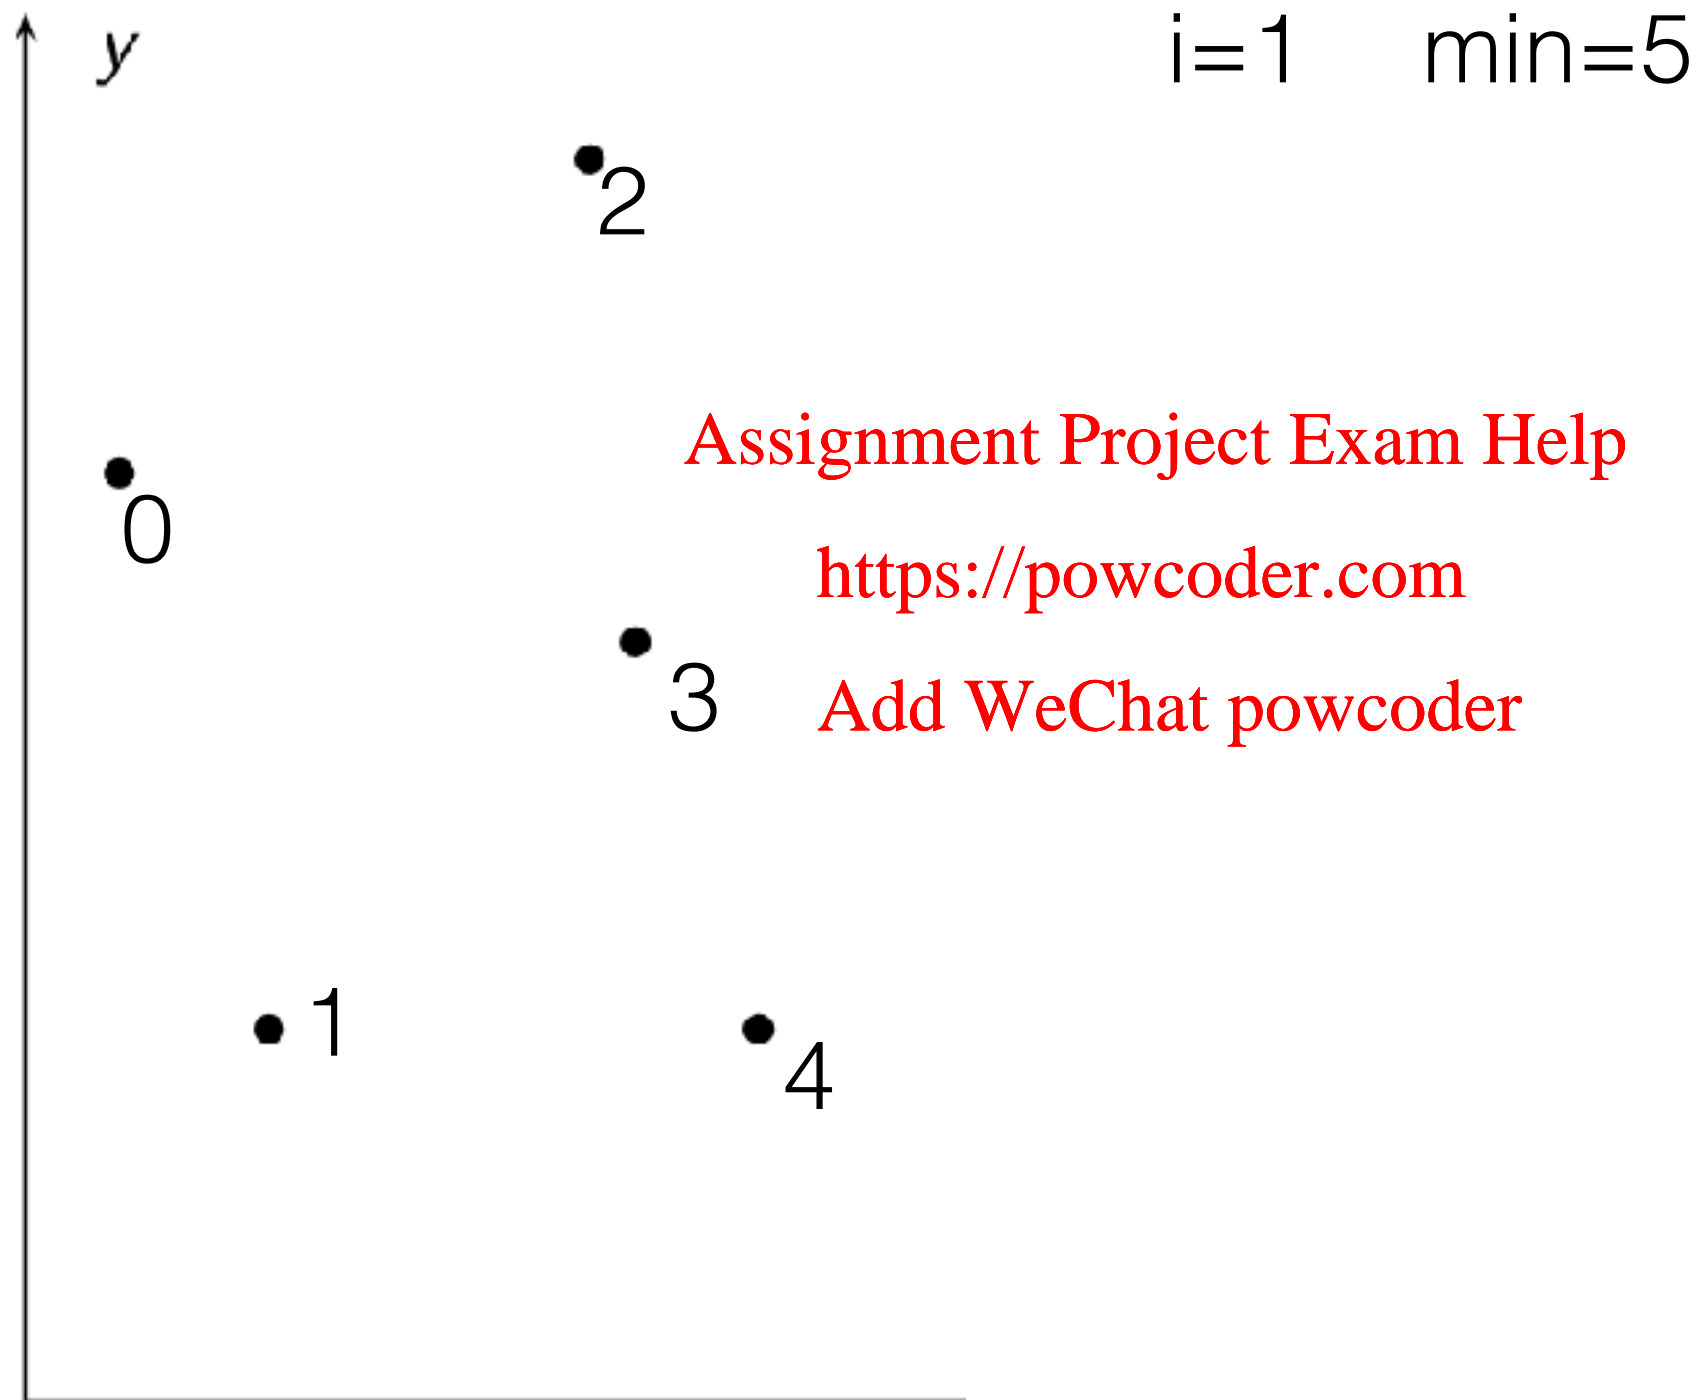 y
i=1 min=5
2
Assignment Project Exam Help
0
https://powcoder.com
3
Add WeChat powcoder
1
4